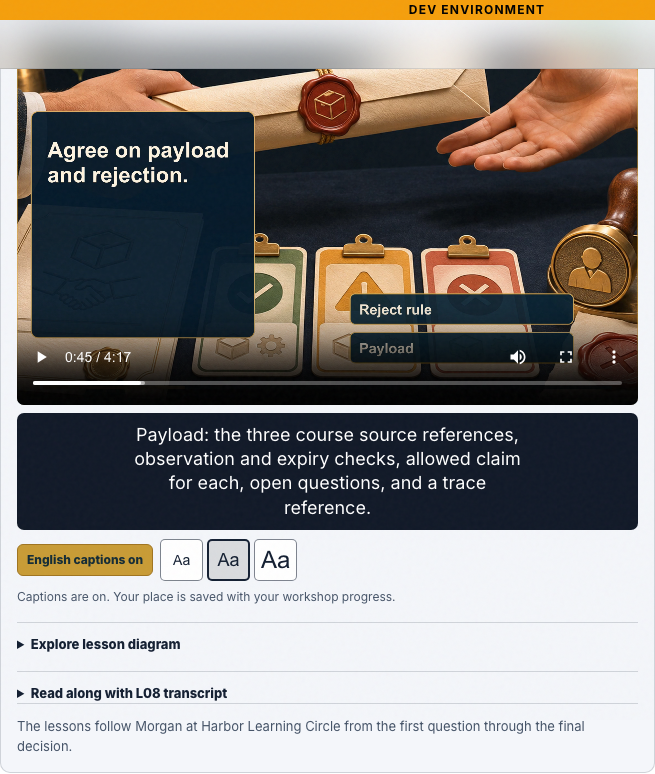 DEV ENVIRONMENT
Agree on payload
and rejection.
Reject rule
Payload
0:45 / 4:17
Payload: the three course source references,
observation and expiry checks, allowed claim
for each, open questions, and a trace
reference.
English captions on
Aa
Aa
Aa
Captions are on. Your place is saved with your workshop progress.
Explore lesson diagram
Read along with L08 transcript
The lessons follow Morgan at Harbor Learning Circle from the first question through the final
decision.